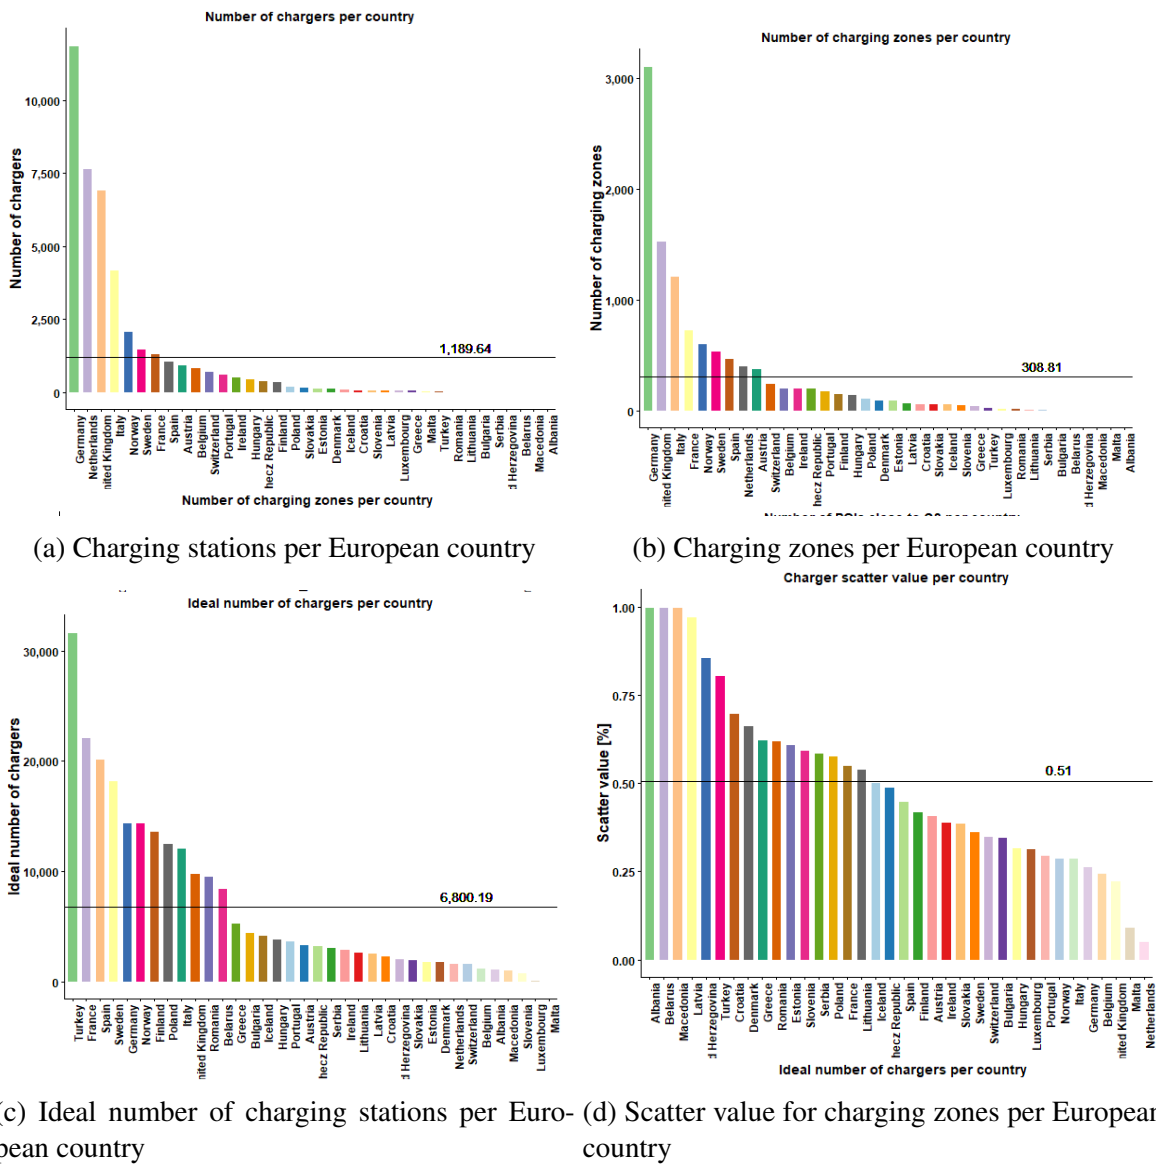 Number of chargers per country
Number of chargers
10,000
7,500
5,000
2,500
0
1,189.64
Germany
Netherlands
nited Kingdom
Italy
Norway
Sweden
France
Spain
Austria
Belgium
Switzerland
Portugal
Ireland
Hungary
hecz Republic
Finland
Poland
Slovakia
Estonia
Denmark
Iceland
Croatia
Slovenia
Latvia
Luxembourg
Greece
Malta
Turkey
Romania
Lithuania
Bulgaria
Serbia
d Herzegovina
Belarus
Macedonia
Albania
Number of charging zones per country
(a) Charging stations per European country
Number of charging zones per country
Number of charging zones
3,000
2,000
1,000
0
308.81
Germany
nited Kingdom
Italy
France
Norway
Sweden
Spain
Netherlands
Austria
Switzerland
Belgium
Ireland
hecz Republic
Portugal
Finland
Hungary
Poland
Denmark
Estonia
Latvia
Croatia
Slovakia
Iceland
Slovenia
Greece
Turkey
Luxembourg
Romania
Lithuania
Serbia
Bulgaria
Belarus
d Herzegovina
Macedonia
Malta
Albania
(b) Charging zones per European country
Ideal number of chargers per country
Ideal number of chargers
30,000
20,000
10,000
0
6,800.19
Turkey
France
Spain
Sweden
Germany
Norway
Finland
Poland
Italy
nited Kingdom
Romania
Belarus
Greece
Bulgaria
Iceland
Hungary
Portugal
Austria
hecz Republic
Serbia
Ireland
Lithuania
Latvia
Croatia
d Herzegovina
Slovakia
Estonia
Denmark
Netherlands
Switzerland
Belgium
Albania
Macedonia
Slovenia
Luxembourg
Malta
(c) Ideal number of charging stations per Euro-
pean country
Charger scatter value per country
Scatter value [%]
1.00
0.75
0.50
0.25
0.00
0.51
Albania
Belarus
Macedonia
Latvia
d Herzegovina
Turkey
Croatia
Denmark
Greece
Romania
Estonia
Slovenia
Serbia
Poland
France
Lithuania
Iceland
hecz Republic
Spain
Finland
Austria
Ireland
Slovakia
Sweden
Switzerland
Bulgaria
Hungary
Luxembourg
Portugal
Norway
Italy
Germany
Belgium
nited Kingdom
Malta
Netherlands
Ideal number of chargers per country
(d) Scatter value for charging zones per European
country